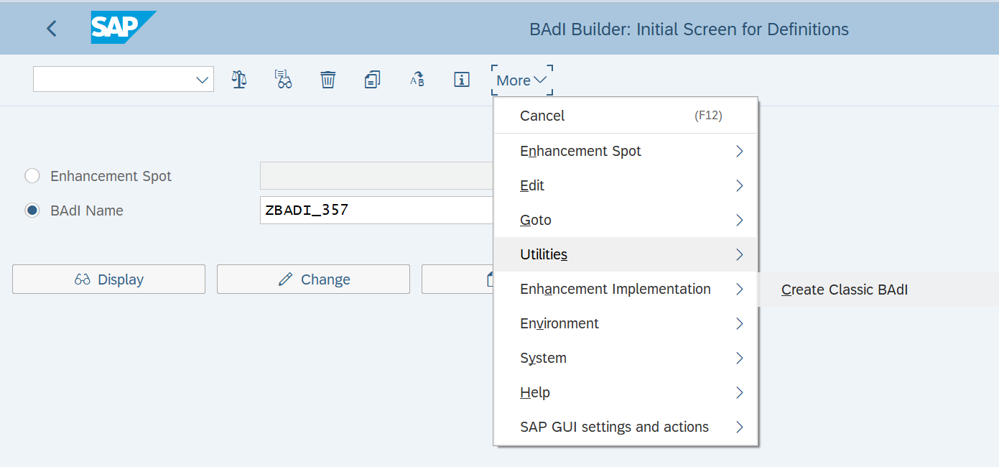 SAP
BAdI Builder: Initial Screen for Definitions
More
Cancel (F12)
Enhancement Spot
Edit
Goto
Utilities
Enhancement Implementation
Environment
System
Help
SAP GUI settings and actions
Create Classic BAdI
Enhancement Spot
BAdI Name ZBADI_357
Display Change